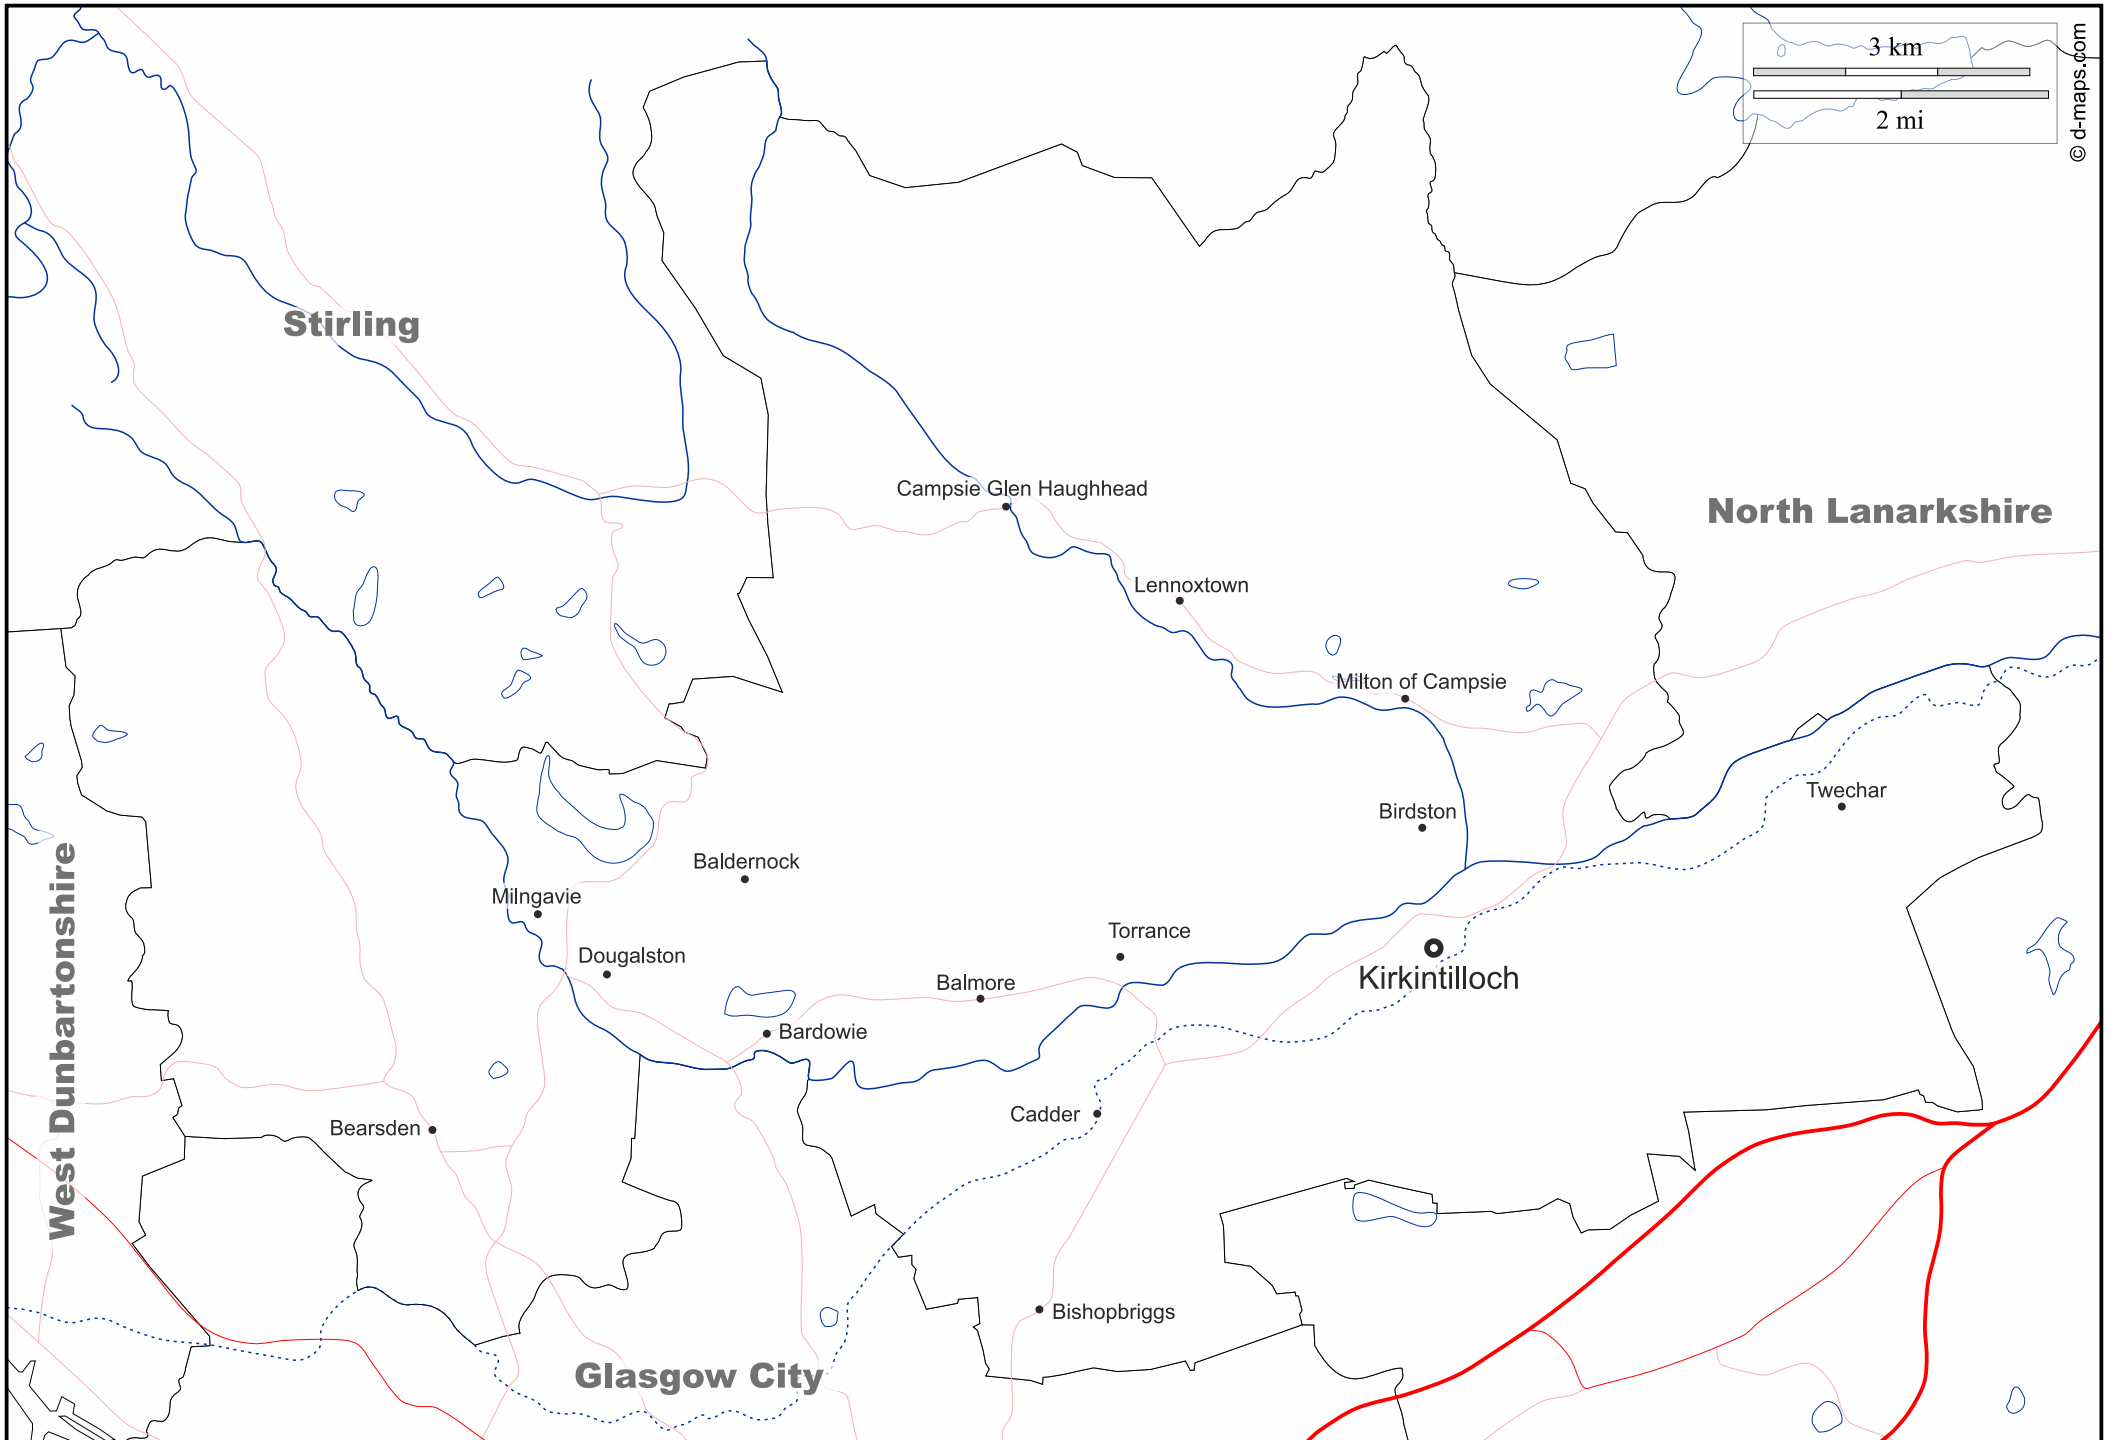 3 km
2 mi
© d-maps.com
Stirling
Campsie Glen Haughhead
North Lanarkshire
Lennoxtown
Milton of Campsie
Twechar
Birdston
Baldernock
Milngavie
Torrance
Dougalston
Kirkintilloch
Balmore
Bardowie
West Dunbartonshire
Cadder
Bearsden
Bishopbriggs
Glasgow City